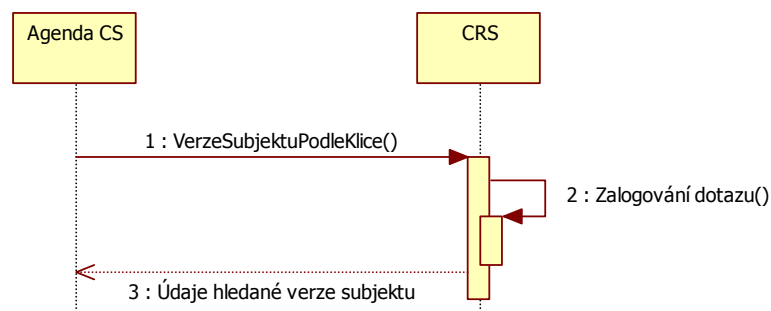 Agenda CS
CRS
1 : VerzeSubjektuPodleKlice()
2 : Zalogování dotazu()
3 : Údaje hledané verze subjektu